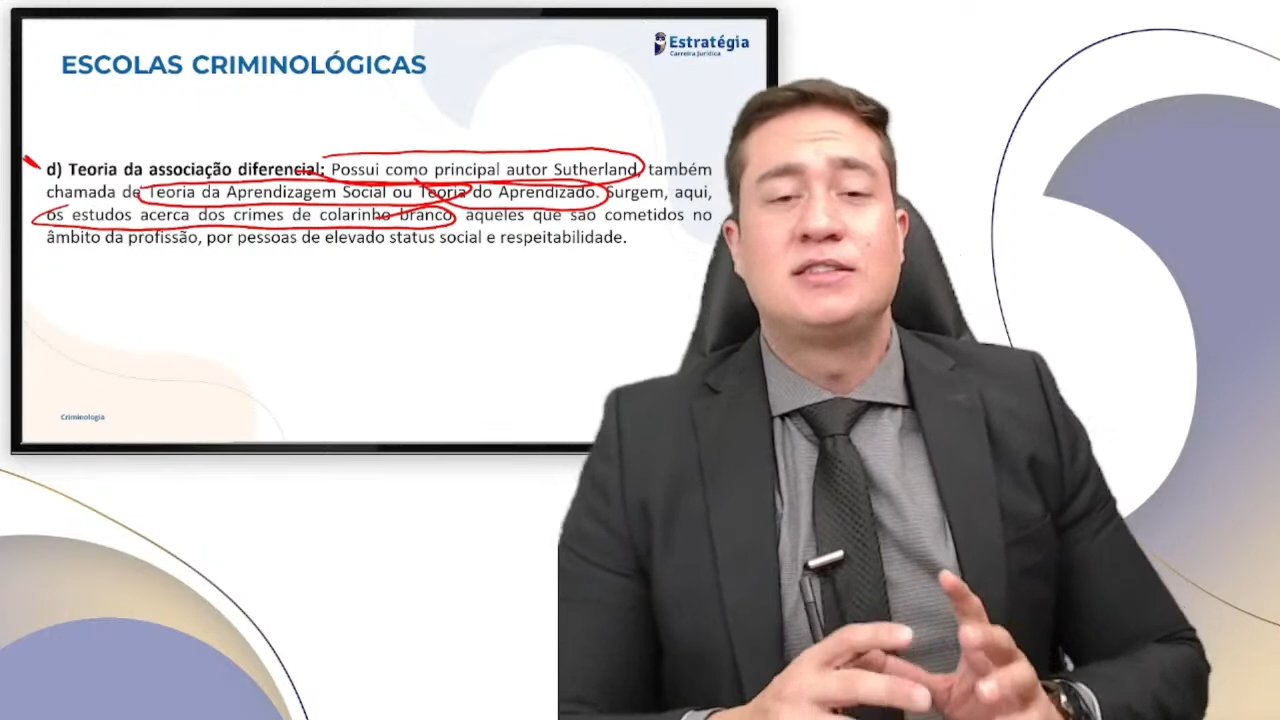 ESCOLAS CRIMINOLÓGICAS
Estratégia
Carreira Jurídica
d) Teoria da associação diferencial: Possui como principal autor Sutherland, também
chamada de Teoria da Aprendizagem Social ou Teoria do Aprendizado. Surgem, aqui,
os estudos acerca dos crimes de colarinho branco, aqueles que são cometidos no
âmbito da profissão, por pessoas de elevado status social e respeitabilidade.
Criminologia